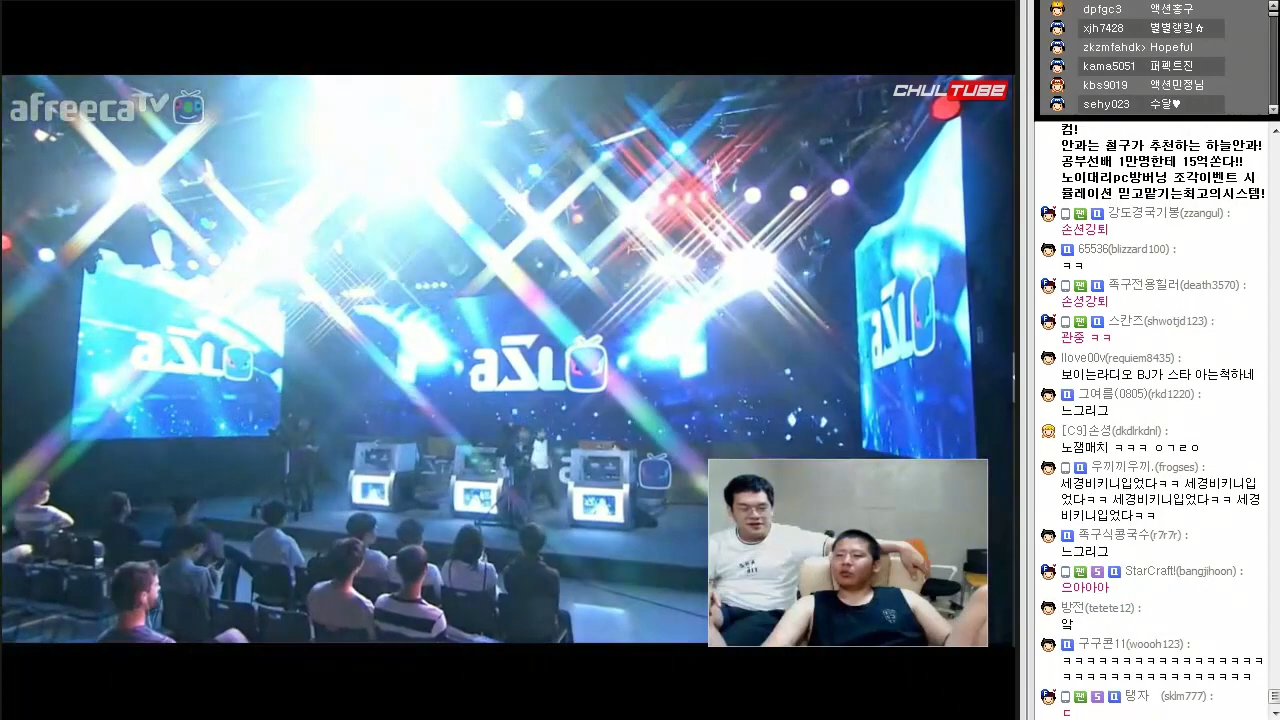 afreecaTV
CHULTUBE
aSL
aSL
aSL
dpfgc3 액션홍구
xjh7428 별별랭킹☆
zkzmfahdk> Hopeful
kama5051 퍼펙트진
kbs9019 액션민정님
sehy023 수달♥
컴!
안과는 철구가 추천하는 하늘안과!
공부선배 1만명한테 15억쏜다!!
노이대리pc방버닝 조각이벤트 시
뮬레이션 믿고맡기는최고의시스템!
강도경국기봉(zzangul) :
손션강퇴
65536(blizzard100) :
ㅋㅋ
족구전용힐러(death3570) :
손성강퇴
스칸즈(shwotjd123) :
관중 ㅋㅋ
Ilove00v(requiem8435) :
보이는라디오 BJ가 스타 아는척하네
그여름(0805)(rkd1220) :
느그리그
[C9]손성(dkdlrkdnl) :
노잼매치 ㅋㅋㅋ ㅇㄱㄹㅇ
우끼끼우끼.(frogses) :
세경비키니입었다ㅋㅋ 세경비키니입
었다ㅋㅋ 세경비키니입었다ㅋㅋ 세경
비키니입었다ㅋㅋ
족구식콩국수(r7r7r) :
느그리그
StarCraft!(bangjihoon) :
으아아아
방전(tetete12) :
앜
구구콘11(woooh123) :
ㅋㅋㅋㅋㅋㅋㅋㅋㅋㅋㅋㅋㅋㅋㅋㅋㅋ
ㅋㅋㅋㅋㅋㅋㅋㅋㅋㅋㅋㅋㅋㅋㅋㅋ
탱자 (sklm777) :
ㄷ